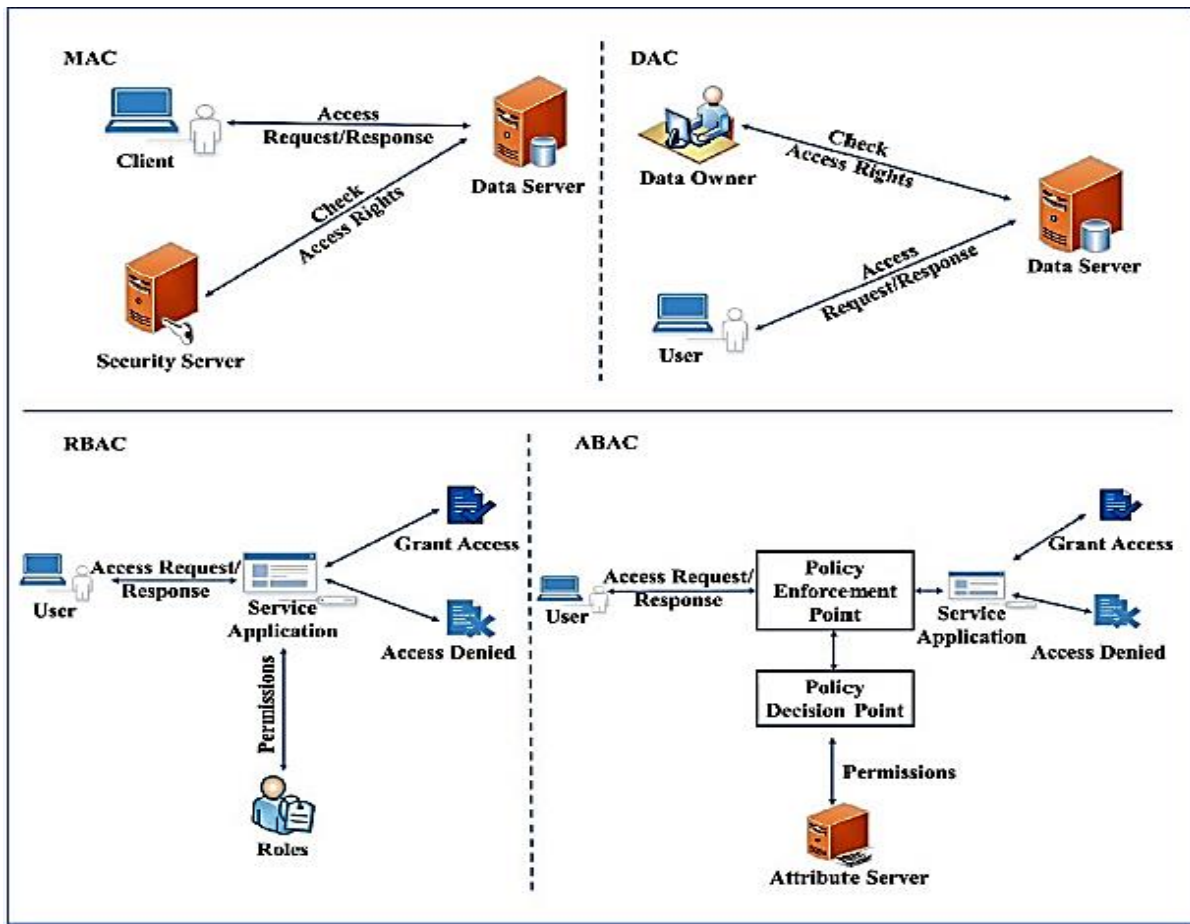 MAC
Access
Request/Response
Client
Data Server
Check
Access Rights
Security Server
DAC
Check
Access Rights
Data Owner
Access
Request/Response
Data Server
User
RBAC
Grant Access
Access Request/
Response
User
Service
Application
Access Denied
Permissions
Roles
ABAC
Grant Access
Access Request/
Response
User
Policy
Enforcement
Point
Service
Application
Access Denied
Policy
Decision Point
Permissions
Attribute Server